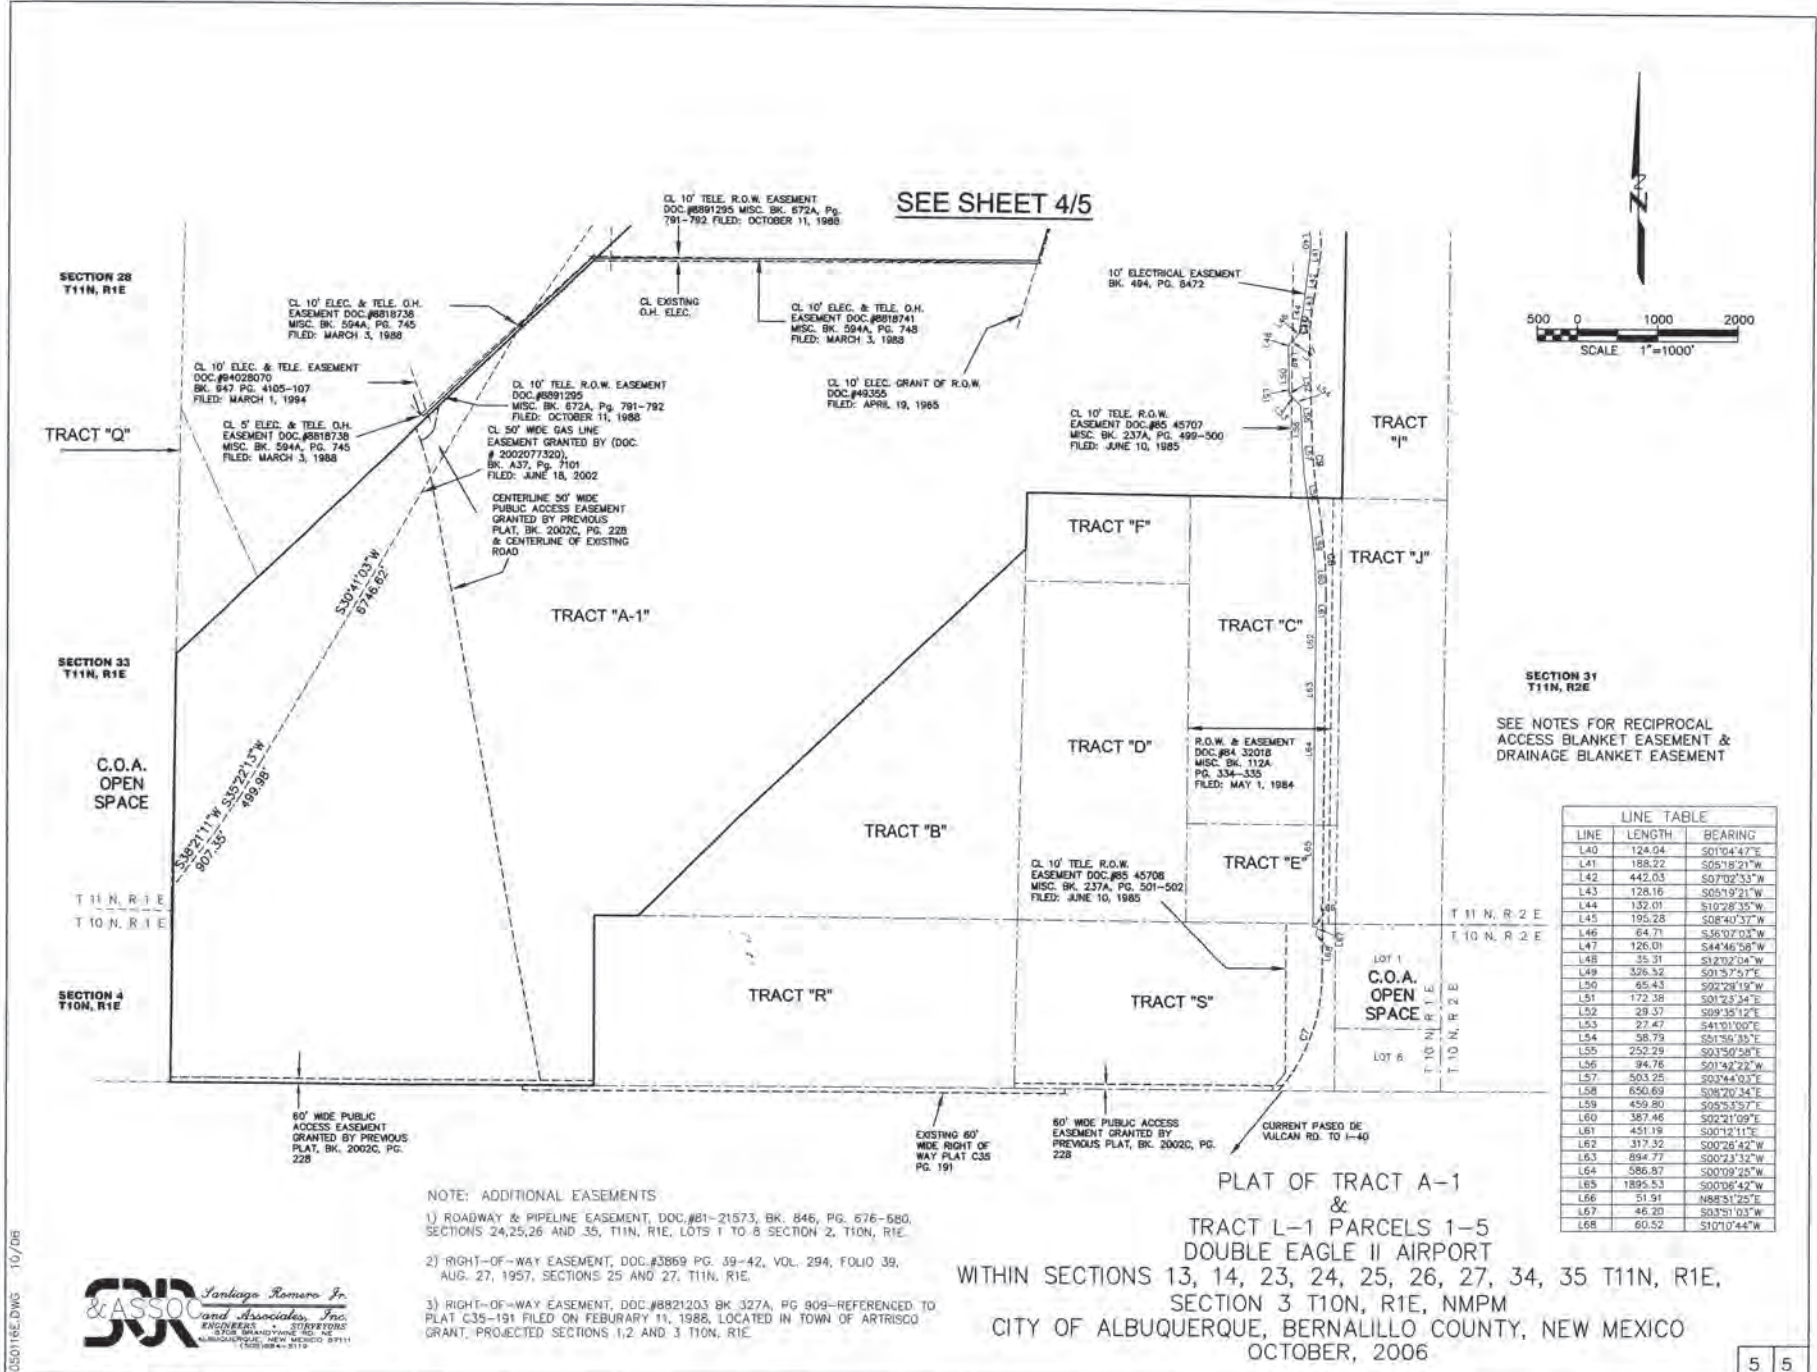 SEE SHEET 4/5
CL 10' TELE. R.O.W. EASEMENT
DOC.#8891295 MISC. BK. 672A, Pg.
791-792 FILED: OCTOBER 11, 1988
SECTION 28
T11N, R1E
CL 10' ELEC. & TELE. O.H.
EASEMENT DOC.#8818738
MISC. BK. 594A, PG. 745
FILED: MARCH 3, 1988
CL EXISTING
O.H. ELEC.
CL 10' ELEC. & TELE. O.H.
EASEMENT DOC.#8818741
MISC. BK. 594A, PG. 748
FILED: MARCH 3, 1988
10' ELECTRICAL EASEMENT
BK. 494, PG. 8472
N
500 0 1000 2000
SCALE 1"=1000'
CL 10' ELEC. & TELE. EASEMENT
DOC.#94028070
BK. 947 PG. 4105-107
FILED: MARCH 1, 1994
CL 10' TELE. R.O.W. EASEMENT
DOC.#8891295
MISC. BK. 672A, Pg. 791-792
FILED: OCTOBER 11, 1988
CL 10' ELEC. GRANT OF R.O.W.
DOC.#49355
FILED: APRIL 19, 1965
CL 10' TELE. R.O.W.
EASEMENT DOC.#85 45707
MISC. BK. 237A, PG. 499-500
FILED: JUNE 10, 1985
TRACT
"I"
TRACT "Q"
CL 5' ELEC. & TELE. O.H.
EASEMENT DOC.#8818738
MISC. BK. 594A, PG. 745
FILED: MARCH 3, 1988
CL 50' WIDE GAS LINE
EASEMENT GRANTED BY (DOC.
# 2002077320),
BK. A37, Pg. 7101
FILED: JUNE 18, 2002
CENTERLINE 50' WIDE
PUBLIC ACCESS EASEMENT
GRANTED BY PREVIOUS
PLAT, BK. 2002C, PG. 228
& CENTERLINE OF EXISTING
ROAD
TRACT "F"
TRACT "J"
S30°41'03"W
6746.62'
TRACT "A-1"
TRACT "C"
SECTION 33
T11N, R1E
SECTION 31
T11N, R2E
SEE NOTES FOR RECIPROCAL
ACCESS BLANKET EASEMENT &
DRAINAGE BLANKET EASEMENT
C.O.A.
OPEN
SPACE
S35°22'13"W
499.98'
S38°21'11"W
907.35'
TRACT "D"
R.O.W. & EASEMENT
DOC.#84 32018
MISC. BK. 112A
PG. 334-335
FILED: MAY 1, 1984
TRACT "B"
TRACT "E"
CL 10' TELE. R.O.W.
EASEMENT DOC.#85 45708
MISC. BK. 237A, PG. 501-502
FILED: JUNE 10, 1985
T 11 N, R 1 E
T 10 N, R 1 E
T 11 N, R 2 E
T 10 N, R 2 E
SECTION 4
T10N, R1E
TRACT "R"
TRACT "S"
LOT 1
C.O.A.
OPEN
SPACE
LOT 6
T 10 N, R 1 E
T 10 N, R 2 E
C7
LINE TABLE
LINE LENGTH BEARING
L40 124.04 S01°04'47"E
L41 188.22 S05°18'21"W
L42 442.03 S07°02'33"W
L43 128.16 S05°19'21"W
L44 132.01 S10°28'35"W
L45 195.28 S08°40'37"W
L46 64.71 S36°07'03"W
L47 126.01 S44°46'58"W
L48 35.31 S12°02'04"W
L49 326.52 S01°57'57"E
L50 65.43 S02°29'19"W
L51 172.38 S01°23'34"E
L52 29.37 S09°35'12"E
L53 27.47 S41°01'00"E
L54 58.79 S51°59'35"E
L55 252.29 S03°50'58"E
L56 94.76 S01°42'22"W
L57 503.25 S03°44'03"E
L58 650.69 S08°20'34"E
L59 459.80 S05°53'57"E
L60 387.46 S02°21'09"E
L61 451.19 S00°12'11"E
L62 317.32 S00°26'42"W
L63 894.77 S00°23'32"W
L64 586.87 S00°09'25"W
L65 1895.53 S00°06'42"W
L66 51.91 N88°51'25"E
L67 46.20 S03°51'03"W
L68 60.52 S10°10'44"W
60' WIDE PUBLIC
ACCESS EASEMENT
GRANTED BY PREVIOUS
PLAT, BK. 2002C, PG.
228
EXISTING 60'
WIDE RIGHT OF
WAY PLAT C35
PG. 191
60' WIDE PUBLIC ACCESS
EASEMENT GRANTED BY
PREVIOUS PLAT, BK. 2002C, PG.
228
CURRENT PASEO DE
VULCAN RD. TO I-40
NOTE: ADDITIONAL EASEMENTS
1) ROADWAY & PIPELINE EASEMENT, DOC.#81-21573, BK. 846, PG. 676-680,
SECTIONS 24,25,26 AND 35, T11N, R1E, LOTS 1 TO 8 SECTION 2, T10N, R1E.
2) RIGHT-OF-WAY EASEMENT, DOC.#3869 PG. 39-42, VOL. 294, FOLIO 39,
AUG. 27, 1957, SECTIONS 25 AND 27, T11N, R1E.
3) RIGHT-OF-WAY EASEMENT, DOC.#8821203 BK 327A, PG 909-REFERENCED TO
PLAT C35-191 FILED ON FEBURARY 11, 1988, LOCATED IN TOWN OF ARTRISCO
GRANT, PROJECTED SECTIONS 1,2 AND 3 T10N, R1E.
PLAT OF TRACT A-1
&
TRACT L-1 PARCELS 1-5
DOUBLE EAGLE II AIRPORT
WITHIN SECTIONS 13, 14, 23, 24, 25, 26, 27, 34, 35 T11N, R1E,
SECTION 3 T10N, R1E, NMPM
CITY OF ALBUQUERQUE, BERNALILLO COUNTY, NEW MEXICO
OCTOBER, 2006
SRR
&ASSOC
Santiago Romero Jr.
and Associates, Inc.
ENGINEERS • SURVEYORS
ALBUQUERQUE, NEW MEXICO 87111
050116E.DWG 10/06
5 5